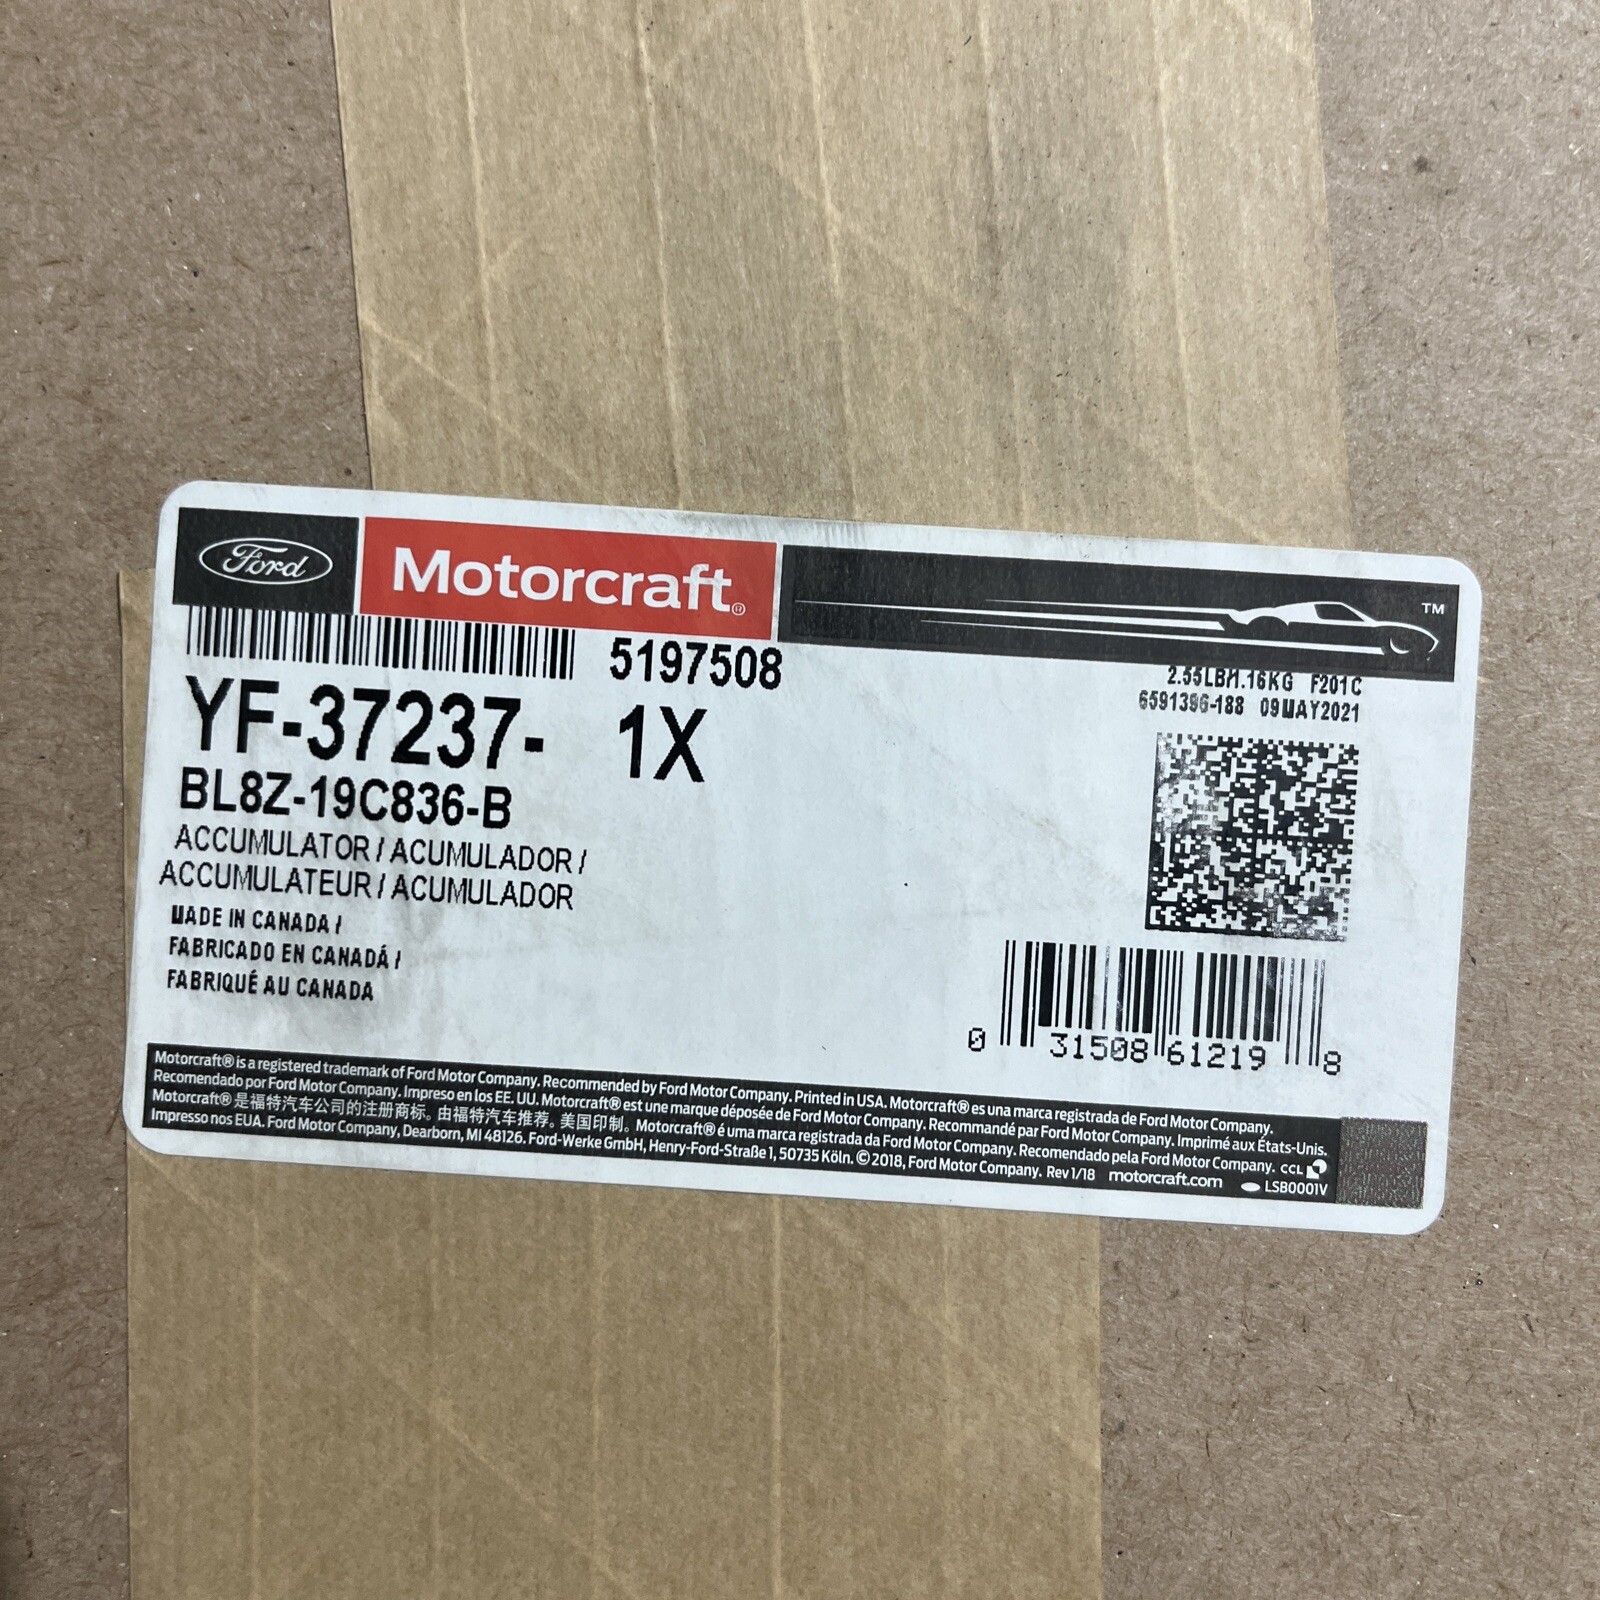 Ford Motorcraft® ™
5197508
2.55LB/1.16KG F201C
6591396-188 09MAY2021
YF-37237- 1X
BL8Z-19C836-B
ACCUMULATOR / ACUMULADOR /
ACCUMULATEUR / ACUMULADOR
MADE IN CANADA /
FABRICADO EN CANADÁ /
FABRIQUÉ AU CANADA
0 31508 61219 8
Motorcraft® is a registered trademark of Ford Motor Company. Recommended by Ford Motor Company. Printed in USA. Motorcraft® es una marca registrada de Ford Motor Company.
Recomendado por Ford Motor Company. Impreso en los EE. UU. Motorcraft® est une marque déposée de Ford Motor Company. Recommandé par Ford Motor Company. Imprimé aux États-Unis.
Motorcraft® 是福特汽车公司的注册商标。由福特汽车推荐。美国印制。Motorcraft® é uma marca registrada da Ford Motor Company. Recomendado pela Ford Motor Company. CCL
Impresso nos EUA. Ford Motor Company, Dearborn, MI 48126. Ford-Werke GmbH, Henry-Ford-Straße 1, 50735 Köln. © 2018, Ford Motor Company. Rev 1/18 motorcraft.com LSB0001V